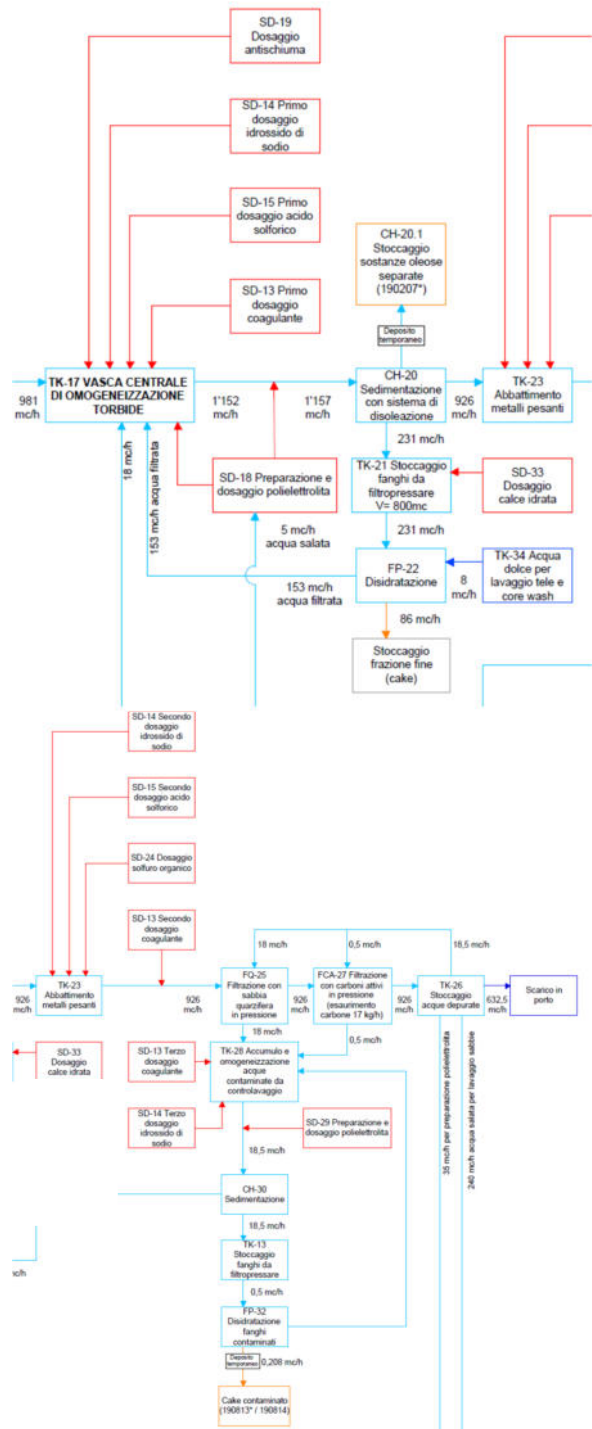 SD-19
Dosaggio
antischiuma
SD-14 Primo
dosaggio
idrossido di
sodio
SD-15 Primo
dosaggio acido
solforico
SD-13 Primo
dosaggio
coagulante
CH-20.1
Stoccaggio
sostanze oleose
separate
(190207*)
Deposito
temporaneo
TK-17 VASCA CENTRALE
DI OMOGENEIZZAZIONE
TORBIDE
981
mc/h
1'152
mc/h
1'157
mc/h
CH-20
Sedimentazione
con sistema di
disoleazione
926
mc/h
TK-23
Abbattimento
metalli pesanti
231 mc/h
18 mc/h
153 mc/h acqua filtrata
SD-18 Preparazione e
dosaggio polielettrolita
TK-21 Stoccaggio
fanghi da
filtropressare
V= 800mc
SD-33
Dosaggio
calce idrata
5 mc/h
acqua salata
231 mc/h
153 mc/h
acqua filtrata
FP-22
Disidratazione
8
mc/h
TK-34 Acqua
dolce per
lavaggio tele e
core wash
86 mc/h
Stoccaggio
frazione fine
(cake)
SD-14 Secondo
dosaggio
idrossido di
sodio
SD-15 Secondo
dosaggio acido
solforico
SD-24 Dosaggio
solfuro organico
SD-13 Secondo
dosaggio
coagulante
18 mc/h
0,5 mc/h
18,5 mc/h
926
mc/h
TK-23
Abbattimento
metalli pesanti
926
mc/h
FQ-25
Filtrazione con
sabbia
quarzifera
in pressione
926
mc/h
FCA-27 Filtrazione
con carboni attivi
in pressione
(esaurimento
carbone 17 kg/h)
926
mc/h
TK-26
Stoccaggio
acque depurate
632,5
mc/h
Scarico in
porto
18 mc/h
0,5 mc/h
SD-33
Dosaggio
calce idrata
SD-13 Terzo
dosaggio
coagulante
TK-28 Accumulo e
omogeneizzazione
acque
contaminate da
controlavaggio
SD-14 Terzo
dosaggio
idrossido di
sodio
SD-29 Preparazione e
dosaggio polielettrolita
35 mc/h per preparazione polielettrolita
240 mc/h acqua salata per lavaggio sabbie
18,5 mc/h
CH-30
Sedimentazione
18,5 mc/h
mc/h
TK-13
Stoccaggio
fanghi da
filtropressare
0,5 mc/h
FP-32
Disidratazione
fanghi
contaminati
Deposito
temporaneo
0,208 mc/h
Cake contaminato
(190813* / 190814)